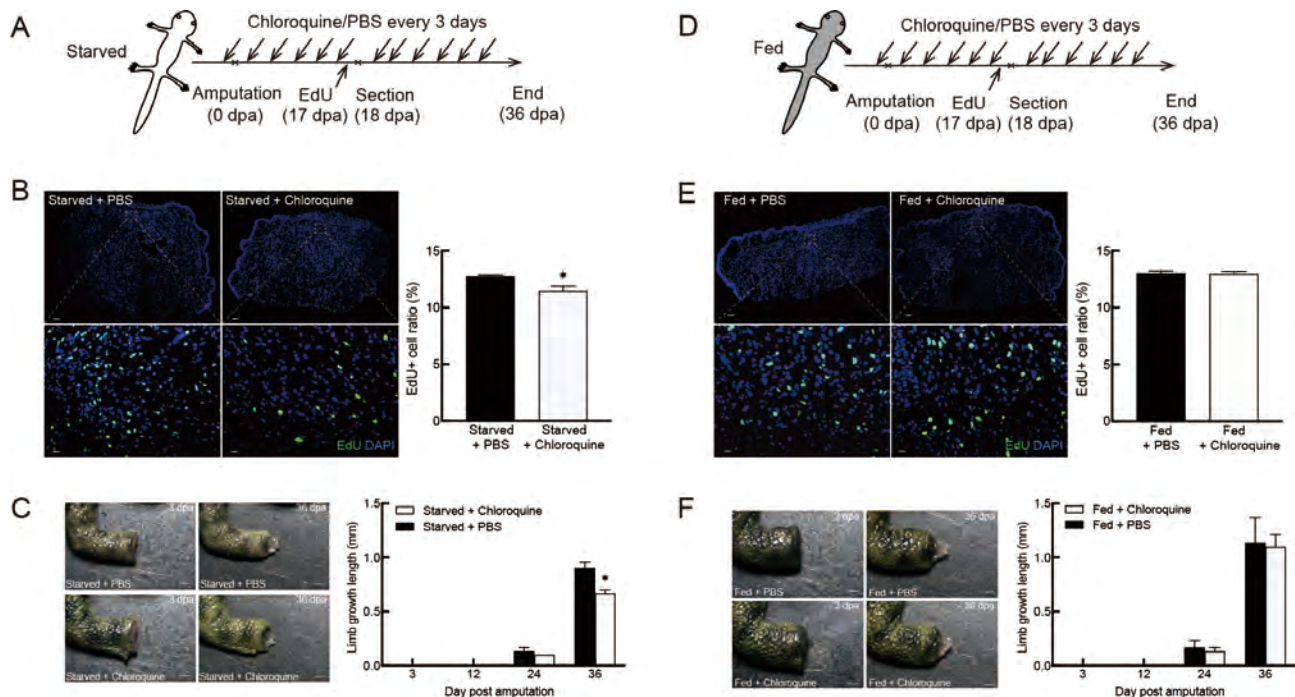 A
Chloroquine/PBS every 3 days
Starved
Amputation
(0 dpa)
EdU
(17 dpa)
Section
(18 dpa)
End
(36 dpa)
D
Chloroquine/PBS every 3 days
Fed
Amputation
(0 dpa)
EdU
(17 dpa)
Section
(18 dpa)
End
(36 dpa)
B
Starved + PBS
Starved + Chloroquine
EdU DAPI
EdU+ cell ratio (%)
15
10
5
0
*
Starved
+ PBS
Starved
+ Chloroquine
E
Fed + PBS
Fed + Chloroquine
EdU DAPI
EdU+ cell ratio (%)
15
10
5
0
Fed
+ PBS
Fed
+ Chloroquine
C
3 dpa
36 dpa
Starved + PBS
Starved + PBS
3 dpa
36 dpa
Starved + Chloroquine
Starved + Chloroquine
Limb growth length (mm)
1.5
1.0
0.5
0.0
Starved + Chloroquine
Starved + PBS
*
3
12
24
36
Day post amputation
F
3 dpa
36 dpa
Fed + PBS
Fed + PBS
3 dpa
36 dpa
Fed + Chloroquine
Fed + Chloroquine
Limb growth length (mm)
1.5
1.0
0.5
0.0
Fed + Chloroquine
Fed + PBS
3
12
24
36
Day post amputation